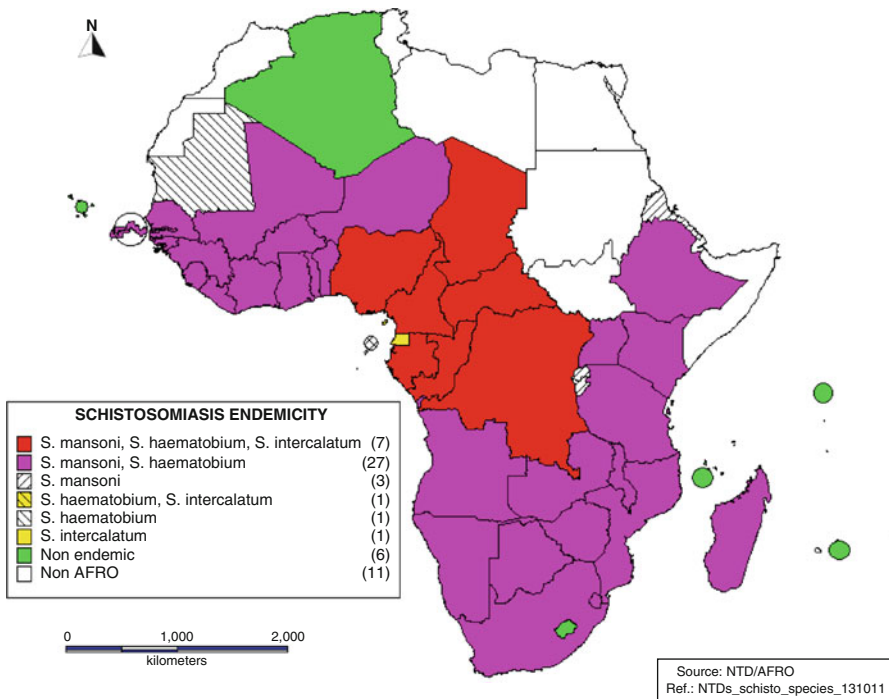 N
SCHISTOSOMIASIS ENDEMICITY
S. mansoni, S. haematobium, S. intercalatum (7)
S. mansoni, S. haematobium (27)
S. mansoni (3)
S. haematobium, S. intercalatum (1)
S. haematobium (1)
S. intercalatum (1)
Non endemic (6)
Non AFRO (11)
0 1,000 2,000
kilometers
Source: NTD/AFRO
Ref.: NTDs_schisto_species_131011